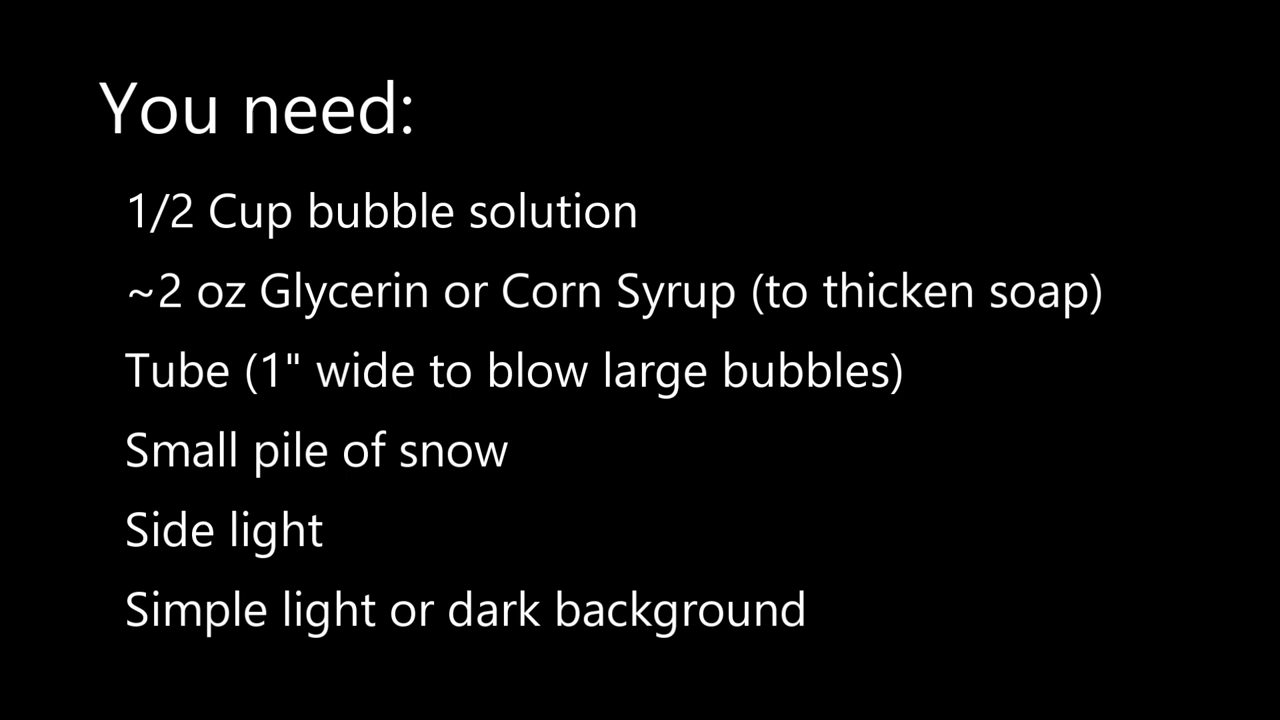 You need:
1/2 Cup bubble solution
~2 oz Glycerin or Corn Syrup (to thicken soap)
Tube (1" wide to blow large bubbles)
Small pile of snow
Side light
Simple light or dark background